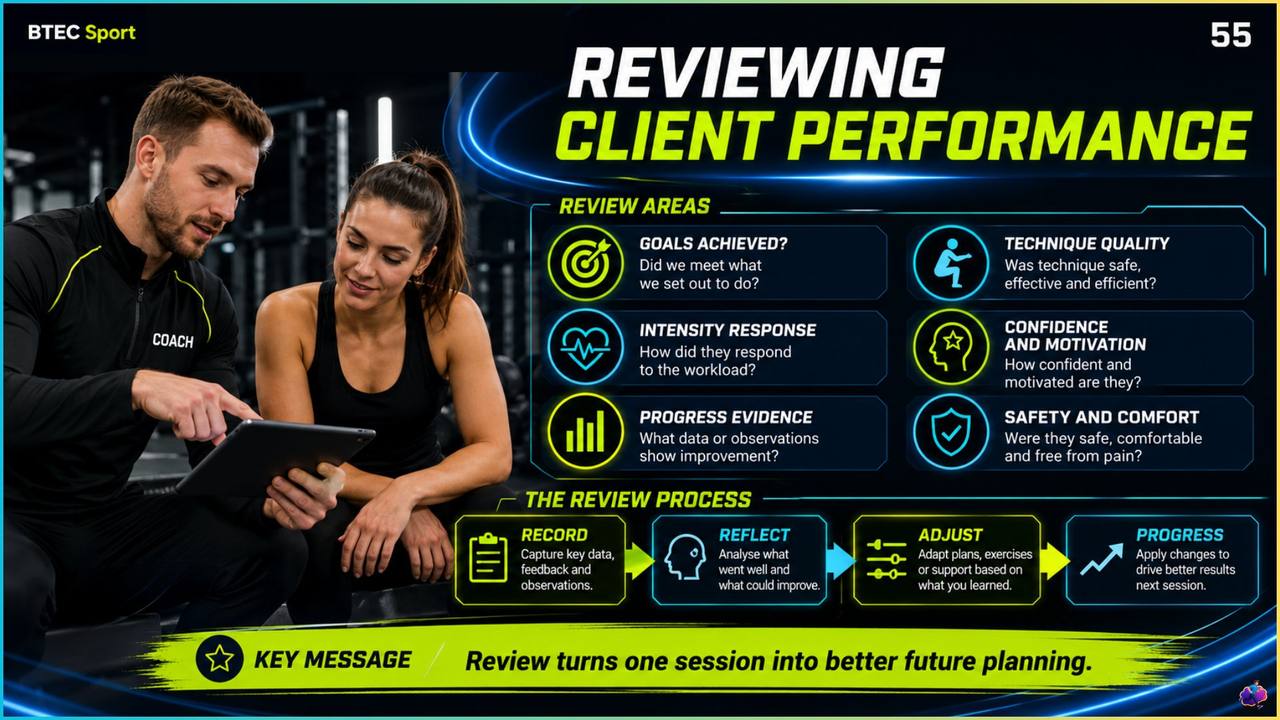 BTEC Sport
55
REVIEWING
CLIENT PERFORMANCE
COACH
REVIEW AREAS
GOALS ACHIEVED?
Did we meet what
we set out to do?
TECHNIQUE QUALITY
Was technique safe,
effective and efficient?
INTENSITY RESPONSE
How did they respond
to the workload?
CONFIDENCE
AND MOTIVATION
How confident and
motivated are they?
PROGRESS EVIDENCE
What data or observations
show improvement?
SAFETY AND COMFORT
Were they safe, comfortable
and free from pain?
THE REVIEW PROCESS
RECORD
Capture key data,
feedback and
observations.
REFLECT
Analyse what
went well and
what could improve.
ADJUST
Adapt plans, exercises
or support based on
what you learned.
PROGRESS
Apply changes to
drive better results
next session.
KEY MESSAGE
Review turns one session into better future planning.